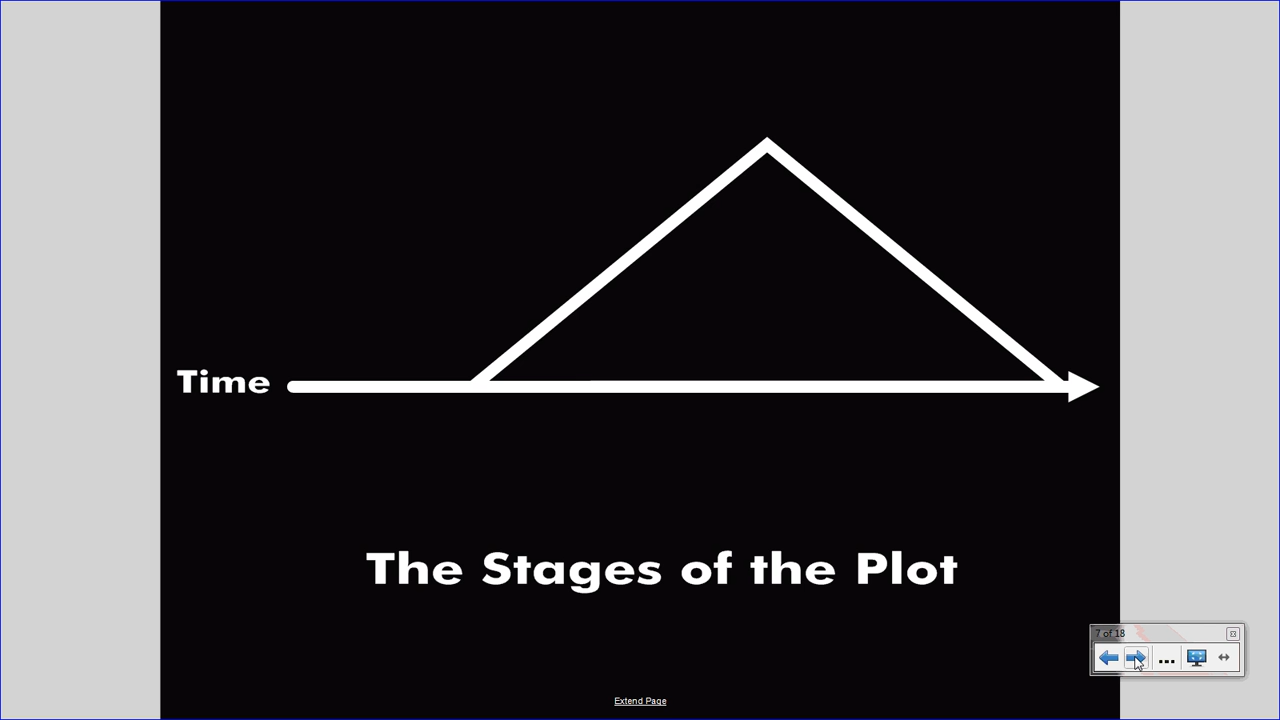 Time
The Stages of the Plot
7 of 18
...
Extend Page